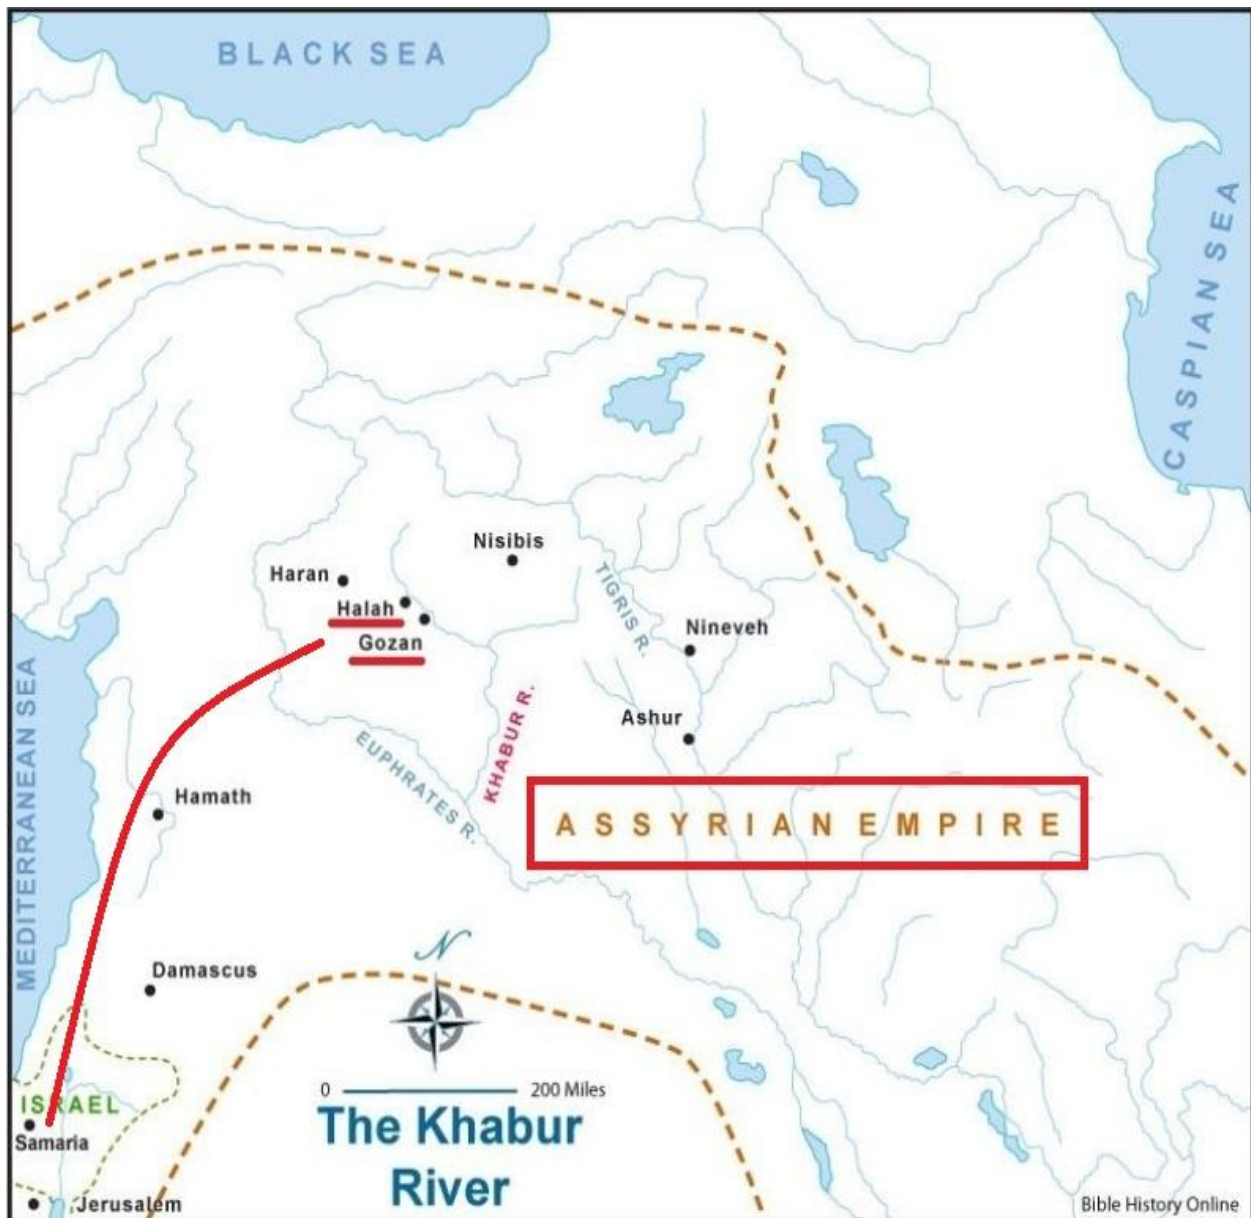 BLACK SEA
CASPIAN SEA
Nisibis
Haran
Halah
Gozan
TIGRIS R.
Nineveh
MEDITERRANEAN SEA
KHABUR R.
Ashur
EUPHRATES R.
Hamath
ASSYRIAN EMPIRE
N
Damascus
0 200 Miles
ISRAEL
The Khabur
River
Samaria
Jerusalem
Bible History Online